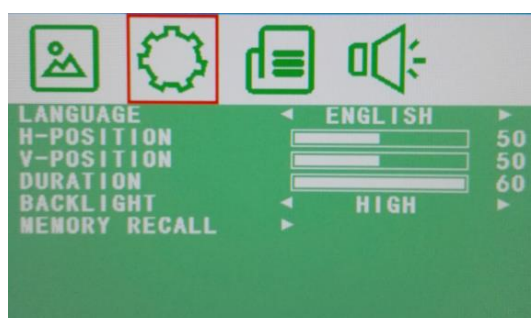 LANGUAGE ENGLISH
H-POSITION 50
V-POSITION 50
DURATION 60
BACKLIGHT HIGH
MEMORY RECALL